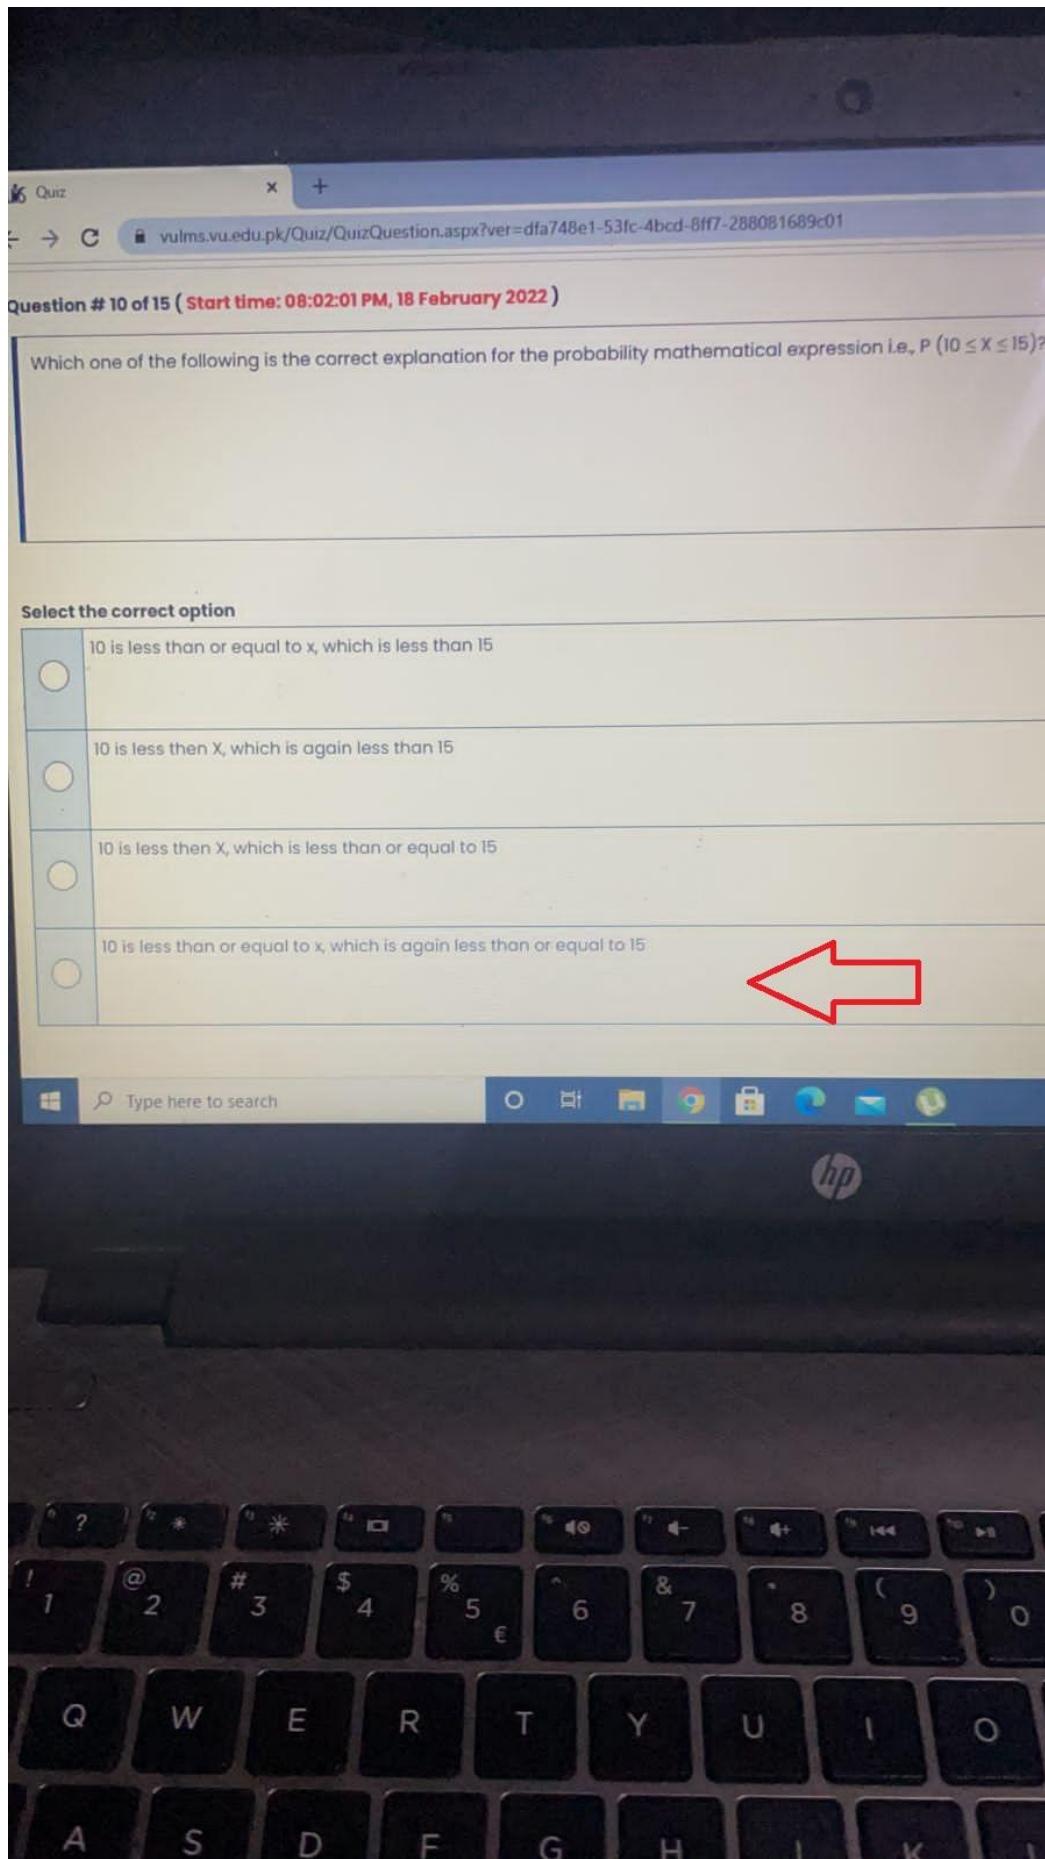 Quiz
vulms.vu.edu.pk/Quiz/QuizQuestion.aspx?ver=dfa748e1-53fc-4bcd-8ff7-288081689c01
Question # 10 of 15 ( Start time: 08:02:01 PM, 18 February 2022 )
Which one of the following is the correct explanation for the probability mathematical expression i.e., P (10 ≤ X ≤ 15)?
Select the correct option
10 is less than or equal to x, which is less than 15
10 is less then X, which is again less than 15
10 is less then X, which is less than or equal to 15
10 is less than or equal to x, which is again less than or equal to 15
Type here to search
hp
?
! 1 @ 2 # 3 $ 4 % 5 € ^ 6 & 7 * 8 ( 9 ) 0
Q W E R T Y U I O
A S D F G H J K L